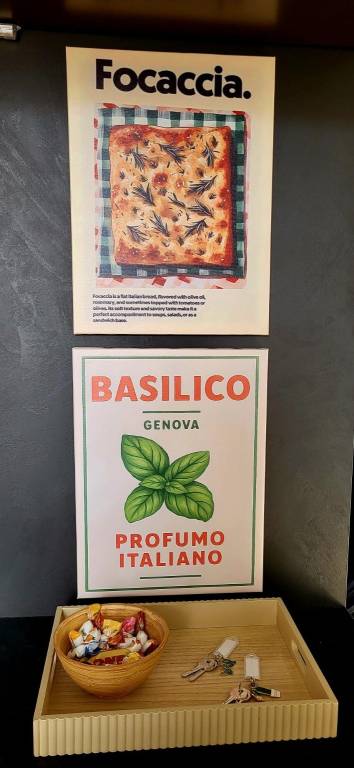 Focaccia.
Focaccia is a flat Italian bread, flavored with olive oil,
rosemary, and sometimes topped with tomatoes or
olives. Its soft texture and savory taste make it a
perfect accompaniment to soups, salads, or as a
sandwich base.
BASILICO
GENOVA
PROFUMO
ITALIANO